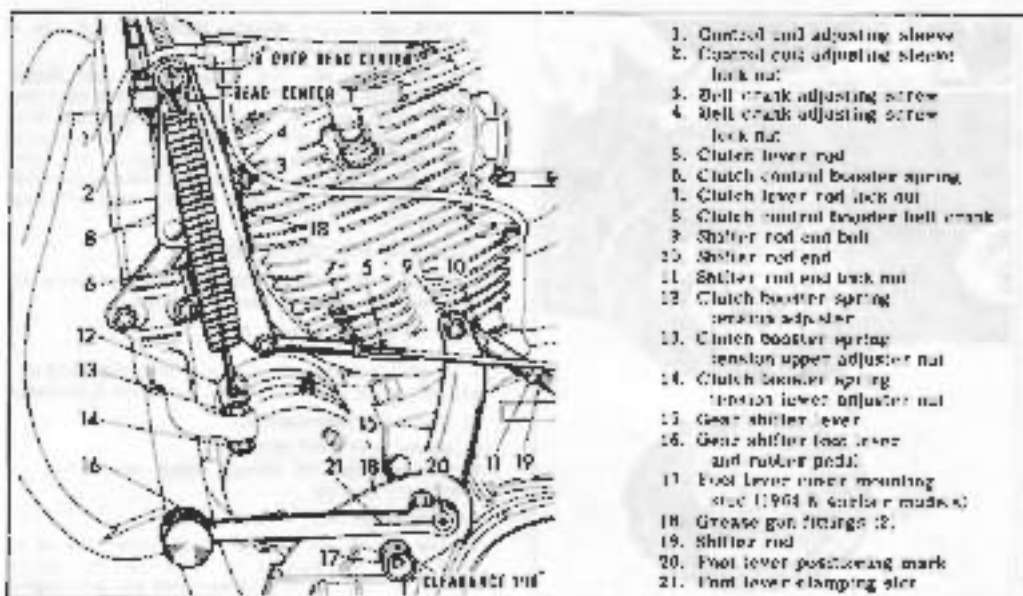 OVER DEAD CENTER
DEAD CENTER
4
3
2
8
6
18
7
5
9
10
12
13
14
15
16
21
18
20
11
19
17
CLEARANCE
1. Control coil adjusting sleeve
2. Control coil adjusting sleeve
lock nut
3. Bell crank adjusting screw
4. Bell crank adjusting screw
lock nut
5. Clutch lever rod
6. Clutch control booster spring
7. Clutch lever rod lock nut
8. Clutch control booster bell crank
9. Shifter rod end bolt
10. Shifter rod end
11. Shifter rod end lock nut
12. Clutch booster spring
tension adjuster
13. Clutch booster spring
tension upper adjuster nut
14. Clutch booster spring
tension lower adjuster nut
15. Gear shifter lever
16. Gear shifter foot lever
and rubber pedal
17. Foot lever cover mounting
stud (1964 & earlier models)
18. Grease gun fittings (2)
19. Shifter rod
20. Foot lever positioning mark
21. Foot lever clamping slot